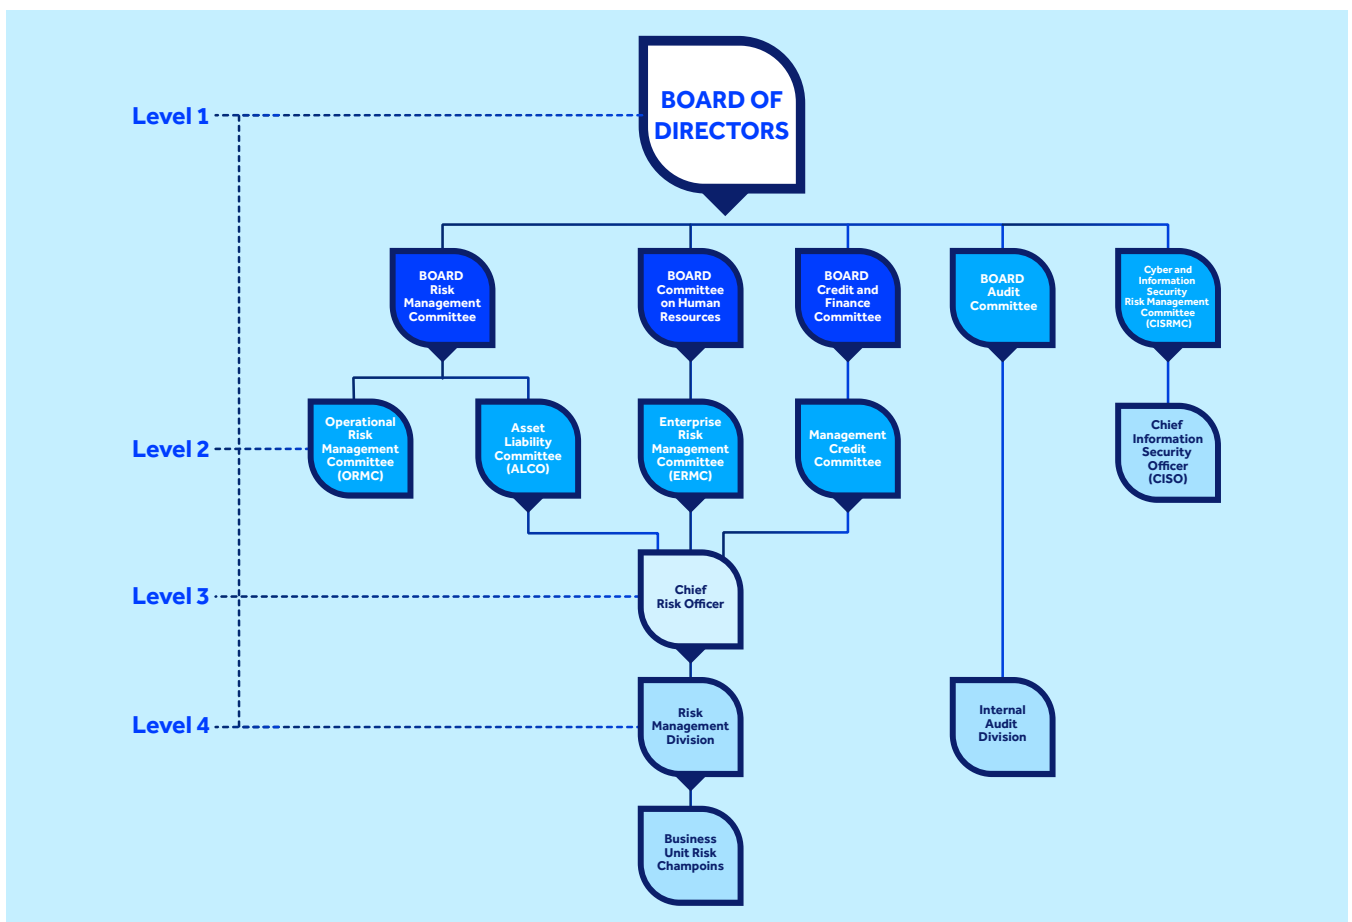 Level 1
BOARD OF
DIRECTORS
BOARD
Risk
Management
Committee
BOARD
Committee
on Human
Resources
BOARD
Credit and
Finance
Committee
BOARD
Audit
Committee
Cyber and
Information
Security
Risk Management
Committee
(CISRMC)
Level 2
Operational
Risk
Management
Committee
(ORMC)
Asset
Liability
Committee
(ALCO)
Enterprise
Risk
Management
Committee
(ERMC)
Management
Credit
Committee
Chief
Information
Security
Officer
(CISO)
Level 3
Chief
Risk Officer
Level 4
Risk
Management
Division
Internal
Audit
Division
Business
Unit Risk
Champoins